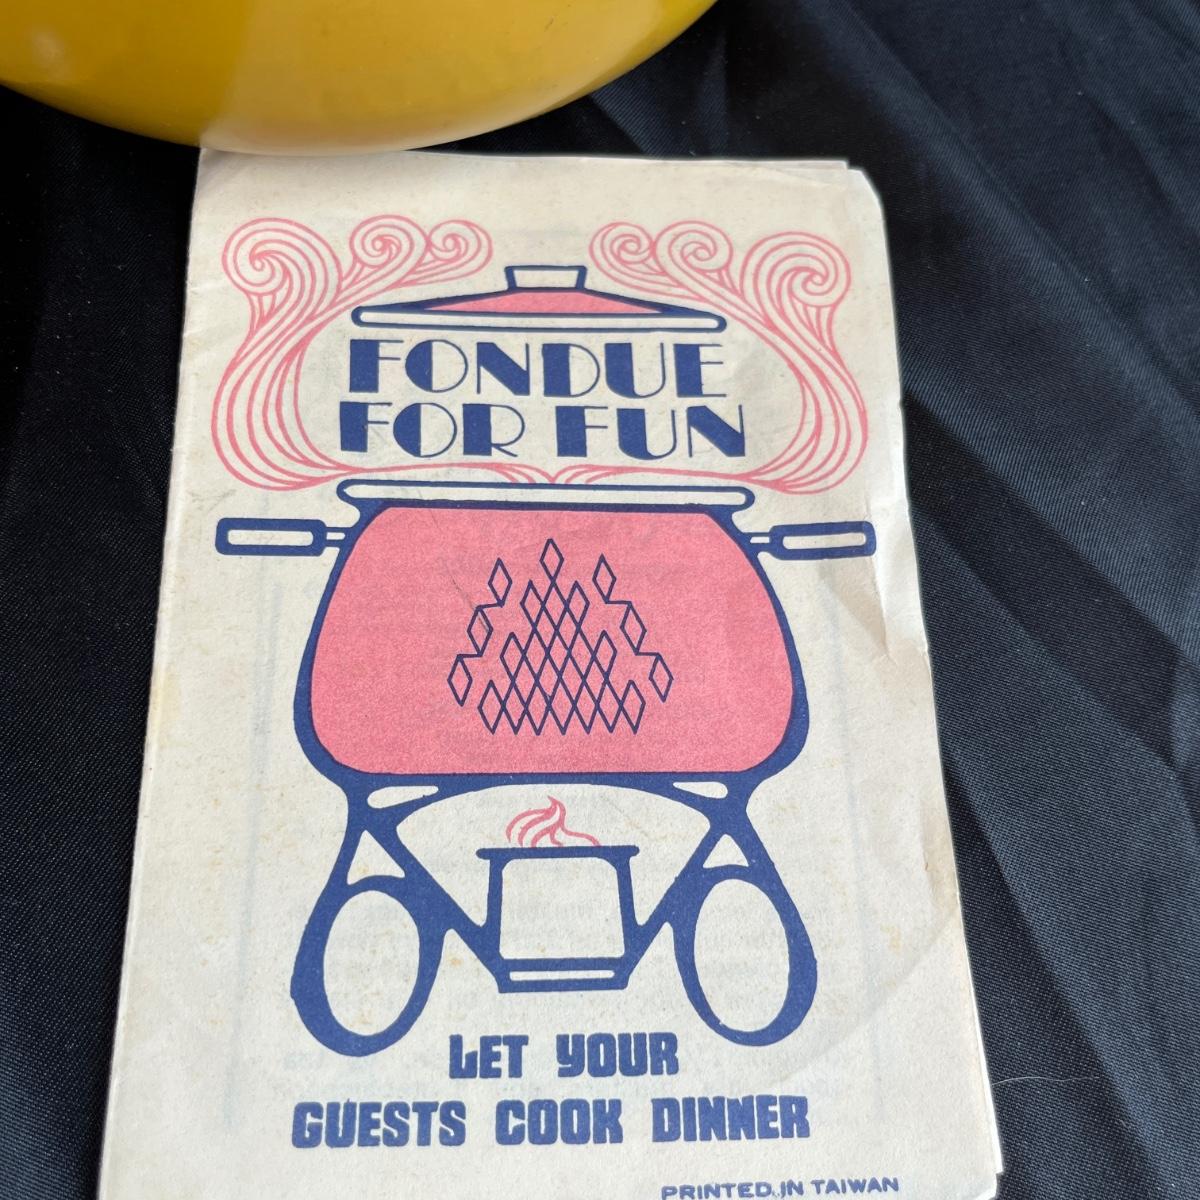 FONDUE
FOR FUN
LET YOUR
GUESTS COOK DINNER
PRINTED IN TAIWAN